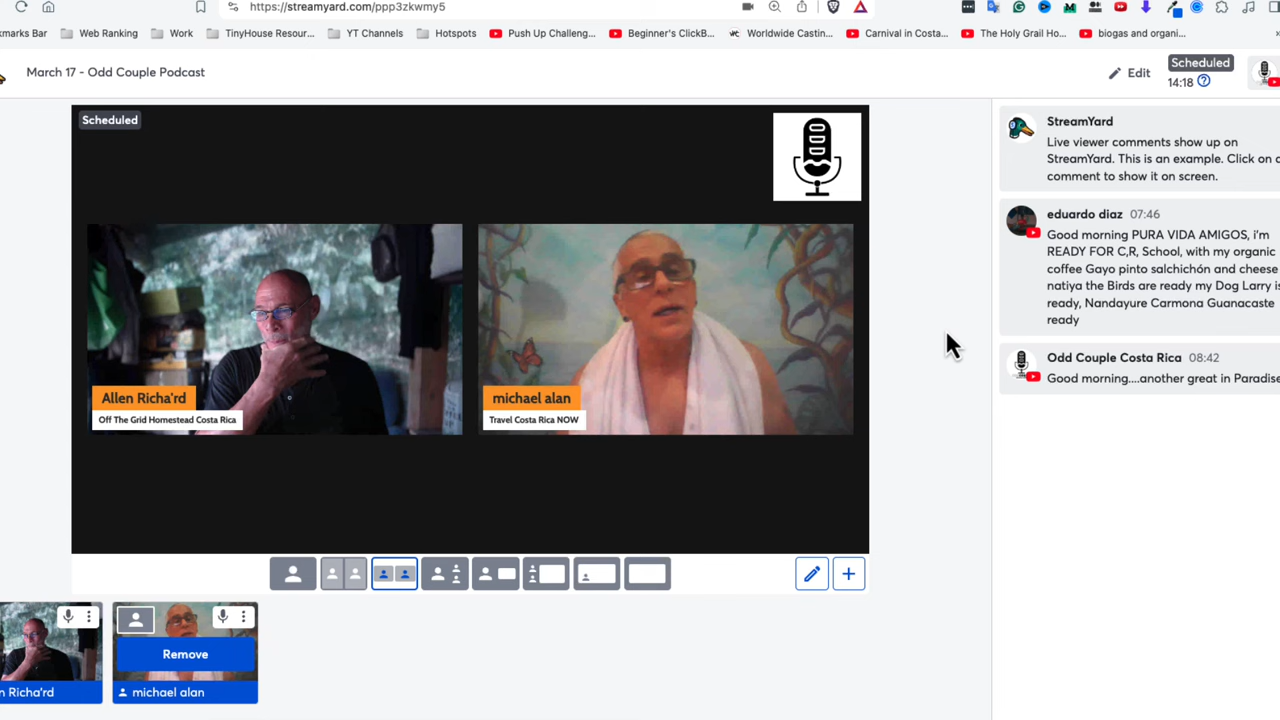 https://streamyard.com/ppp3zkwmy5
kmarks Bar
Web Ranking
Work
TinyHouse Resour...
YT Channels
Hotspots
Push Up Challeng...
Beginner's ClickB...
Worldwide Castin...
Carnival in Costa...
The Holy Grail Ho...
biogas and organi...
March 17 - Odd Couple Podcast
Edit
Scheduled
14:18
Scheduled
ODD
Allen Richa'rd
Off The Grid Homestead Costa Rica
michael alan
Travel Costa Rica NOW
n Richa'rd
Remove
michael alan
StreamYard
Live viewer comments show up on
StreamYard. This is an example. Click on a
comment to show it on screen.
eduardo diaz 07:46
Good morning PURA VIDA AMIGOS, i'm
READY FOR C,R, School, with my organic
coffee Gayo pinto salchichón and cheese
natiya the Birds are ready my Dog Larry is
ready, Nandayure Carmona Guanacaste
ready
Odd Couple Costa Rica 08:42
Good morning....another great in Paradise